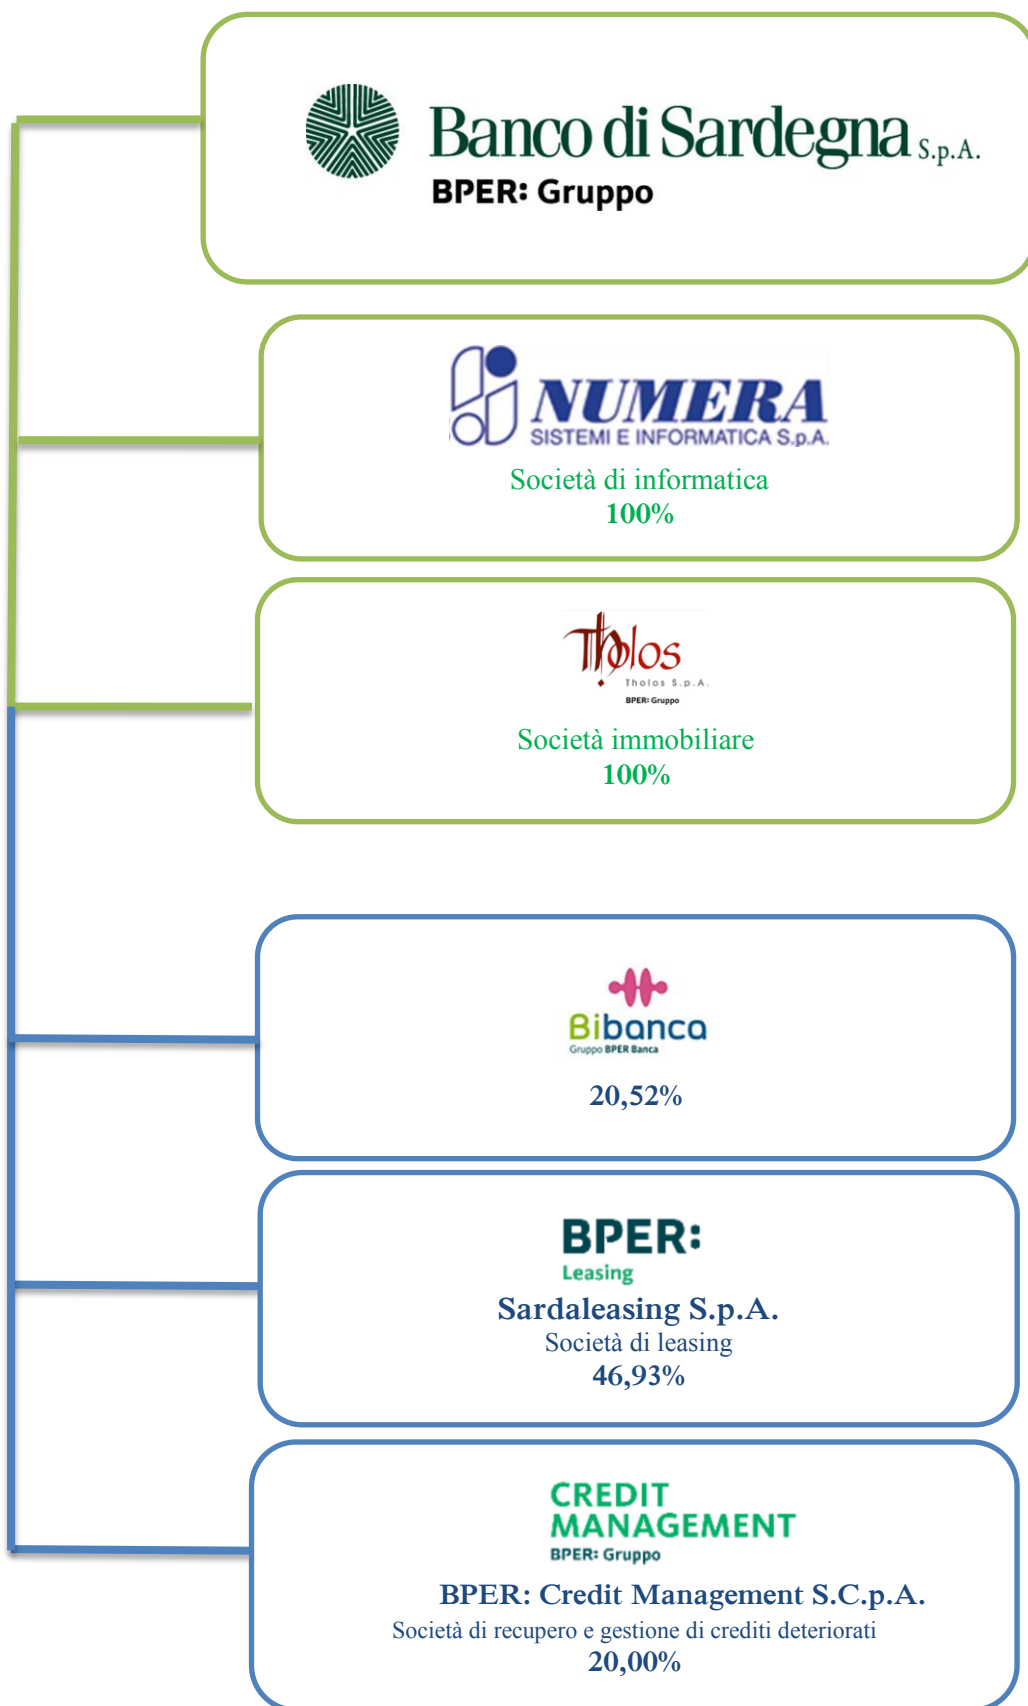 Banco di Sardegna S.p.A.
BPER: Gruppo
NUMERA
SISTEMI E INFORMATICA S.p.A.
Società di informatica
100%
Tholos
Tholos S.p.A.
BPER: Gruppo
Società immobiliare
100%
Bibanca
Gruppo BPER Banca
20,52%
BPER:
Leasing
Sardaleasing S.p.A.
Società di leasing
46,93%
CREDIT
MANAGEMENT
BPER: Gruppo
BPER: Credit Management S.C.p.A.
Società di recupero e gestione di crediti deteriorati
20,00%